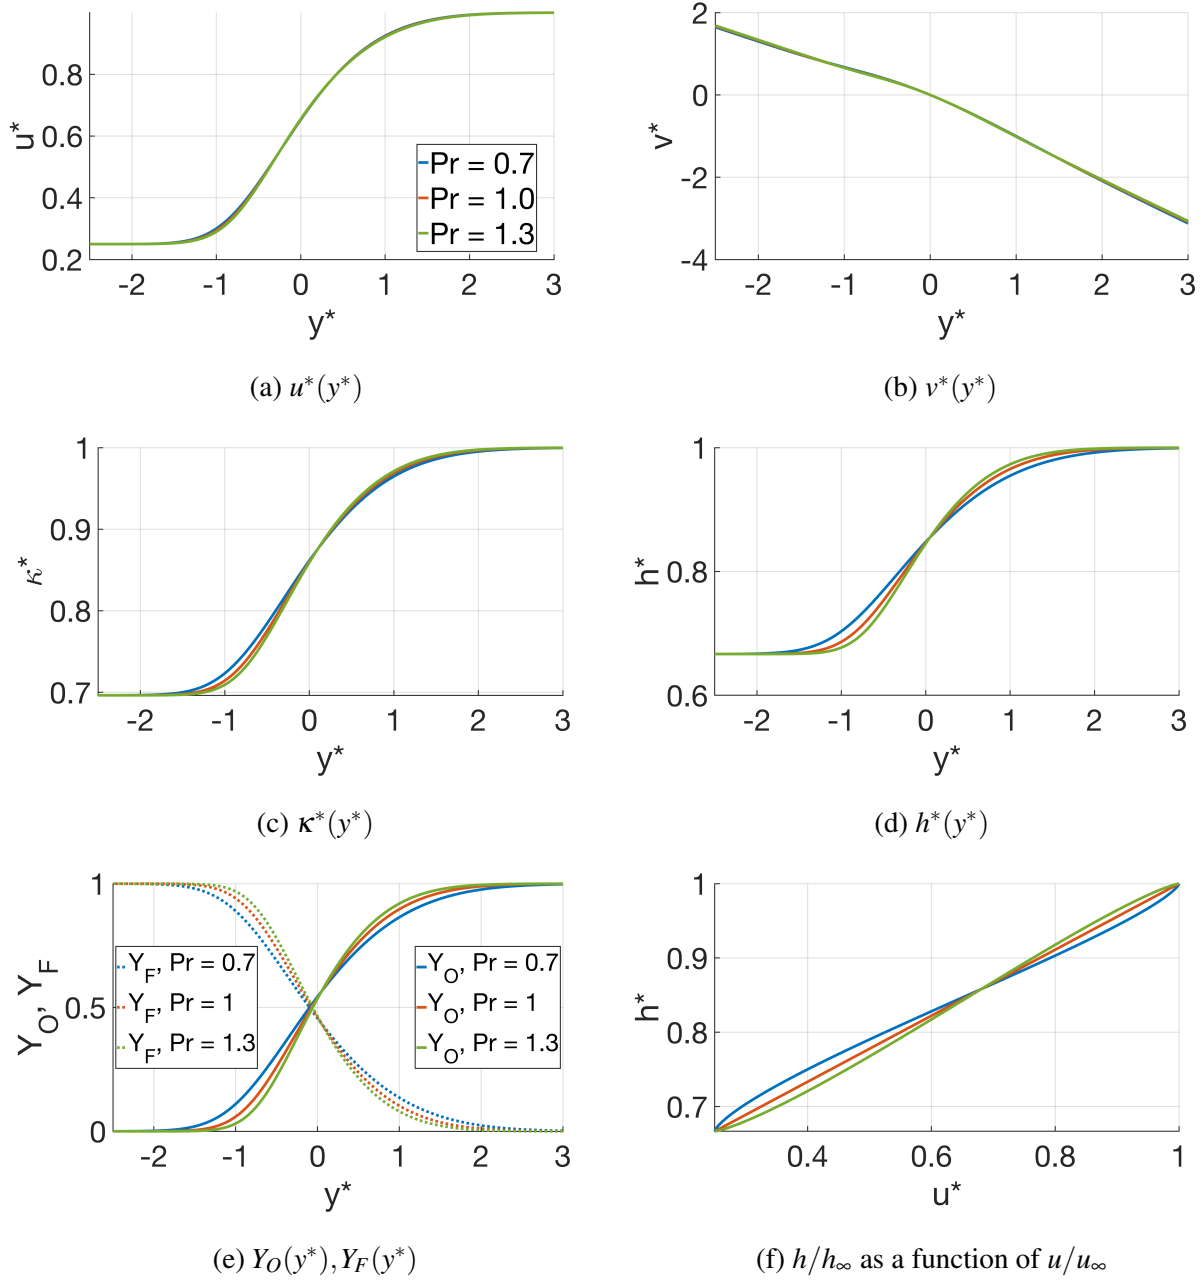 0.8
0.6
0.4
0.2
-2 -1 0 1 2 3
u*
y*
Pr = 0.7
Pr = 1.0
Pr = 1.3
(a) u*(y*)
2
0
-2
-4
-2 -1 0 1 2 3
v*
y*
(b) v*(y*)
1
0.9
0.8
0.7
-2 -1 0 1 2 3
κ*
y*
(c) κ*(y*)
1
0.8
0.6
-2 -1 0 1 2 3
h*
y*
(d) h*(y*)
1
0.5
0
-2 -1 0 1 2 3
Y_O, Y_F
y*
Y_F, Pr = 0.7
Y_F, Pr = 1
Y_F, Pr = 1.3
Y_O, Pr = 0.7
Y_O, Pr = 1
Y_O, Pr = 1.3
(e) Y_O(y*), Y_F(y*)
1
0.9
0.8
0.7
0.4 0.6 0.8 1
h*
u*
(f) h/h∞ as a function of u/u∞